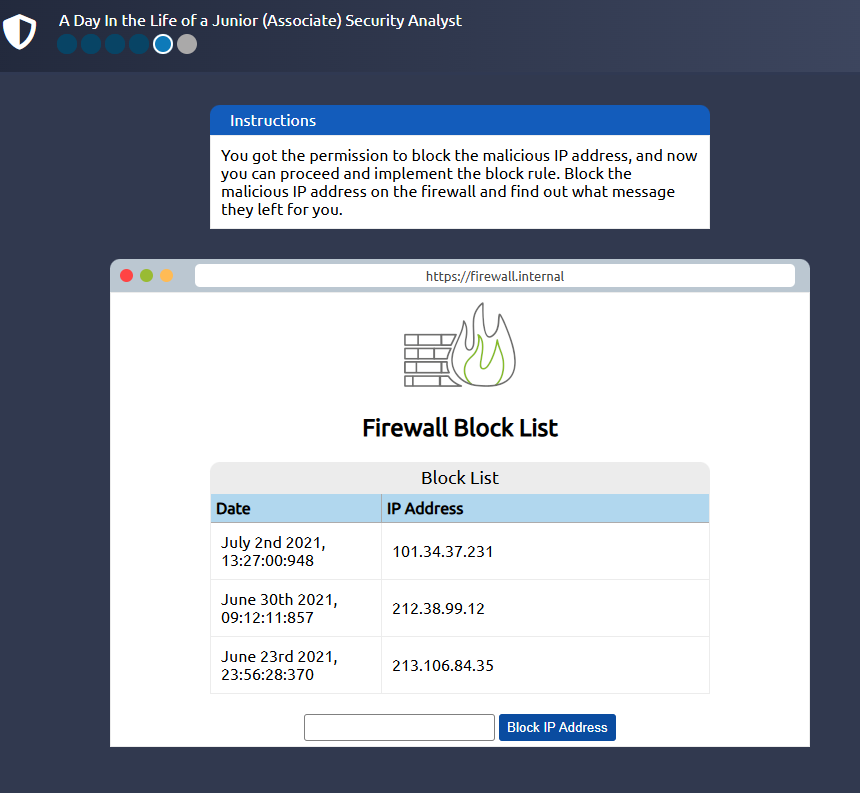 A Day In the Life of a Junior (Associate) Security Analyst
Instructions
You got the permission to block the malicious IP address, and now
you can proceed and implement the block rule. Block the
malicious IP address on the firewall and find out what message
they left for you.
https://firewall.internal
Firewall Block List
Block List
Date IP Address
July 2nd 2021,
13:27:00:948
101.34.37.231
June 30th 2021,
09:12:11:857
212.38.99.12
June 23rd 2021,
23:56:28:370
213.106.84.35
Block IP Address